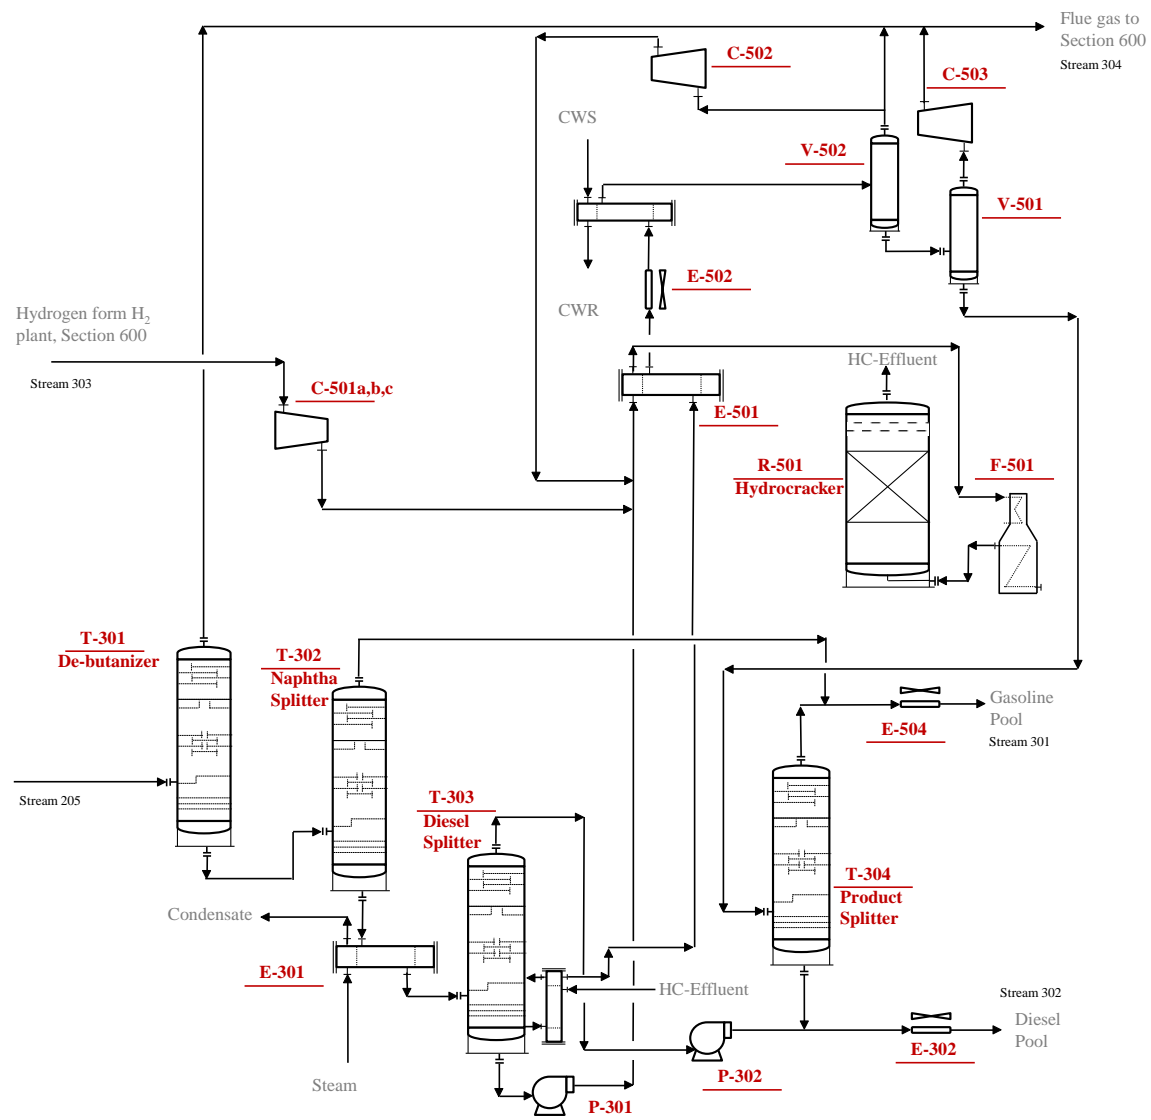 Flue gas to
Section 600
Stream 304
C-502
C-503
CWS
V-502
V-501
E-502
Hydrogen form H₂
plant, Section 600
CWR
Stream 303
HC-Effluent
C-501a,b,c
E-501
R-501
Hydrocracker
F-501
T-301
De-butanizer
T-302
Naphtha
Splitter
Gasoline
Pool
E-504
Stream 301
Stream 205
T-303
Diesel
Splitter
T-304
Product
Splitter
Condensate
E-301
HC-Effluent
Stream 302
Diesel
Pool
E-302
Steam
P-302
P-301